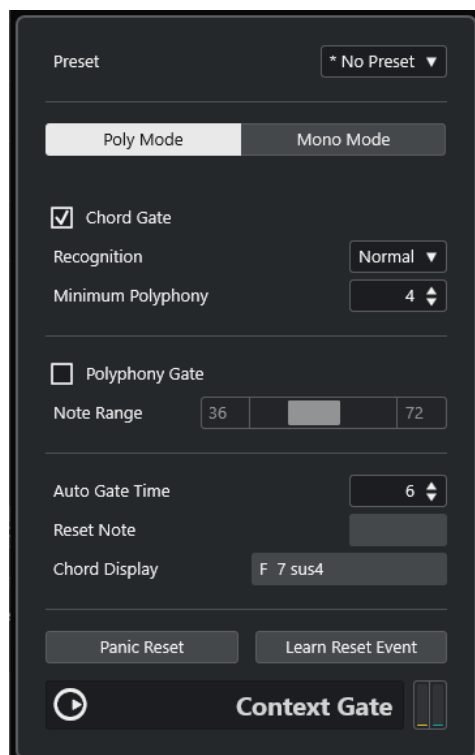 Preset * No Preset
Poly Mode Mono Mode
Chord Gate
Recognition Normal
Minimum Polyphony 4
Polyphony Gate
Note Range 36 72
Auto Gate Time 6
Reset Note
Chord Display F 7 sus4
Panic Reset Learn Reset Event
Context Gate